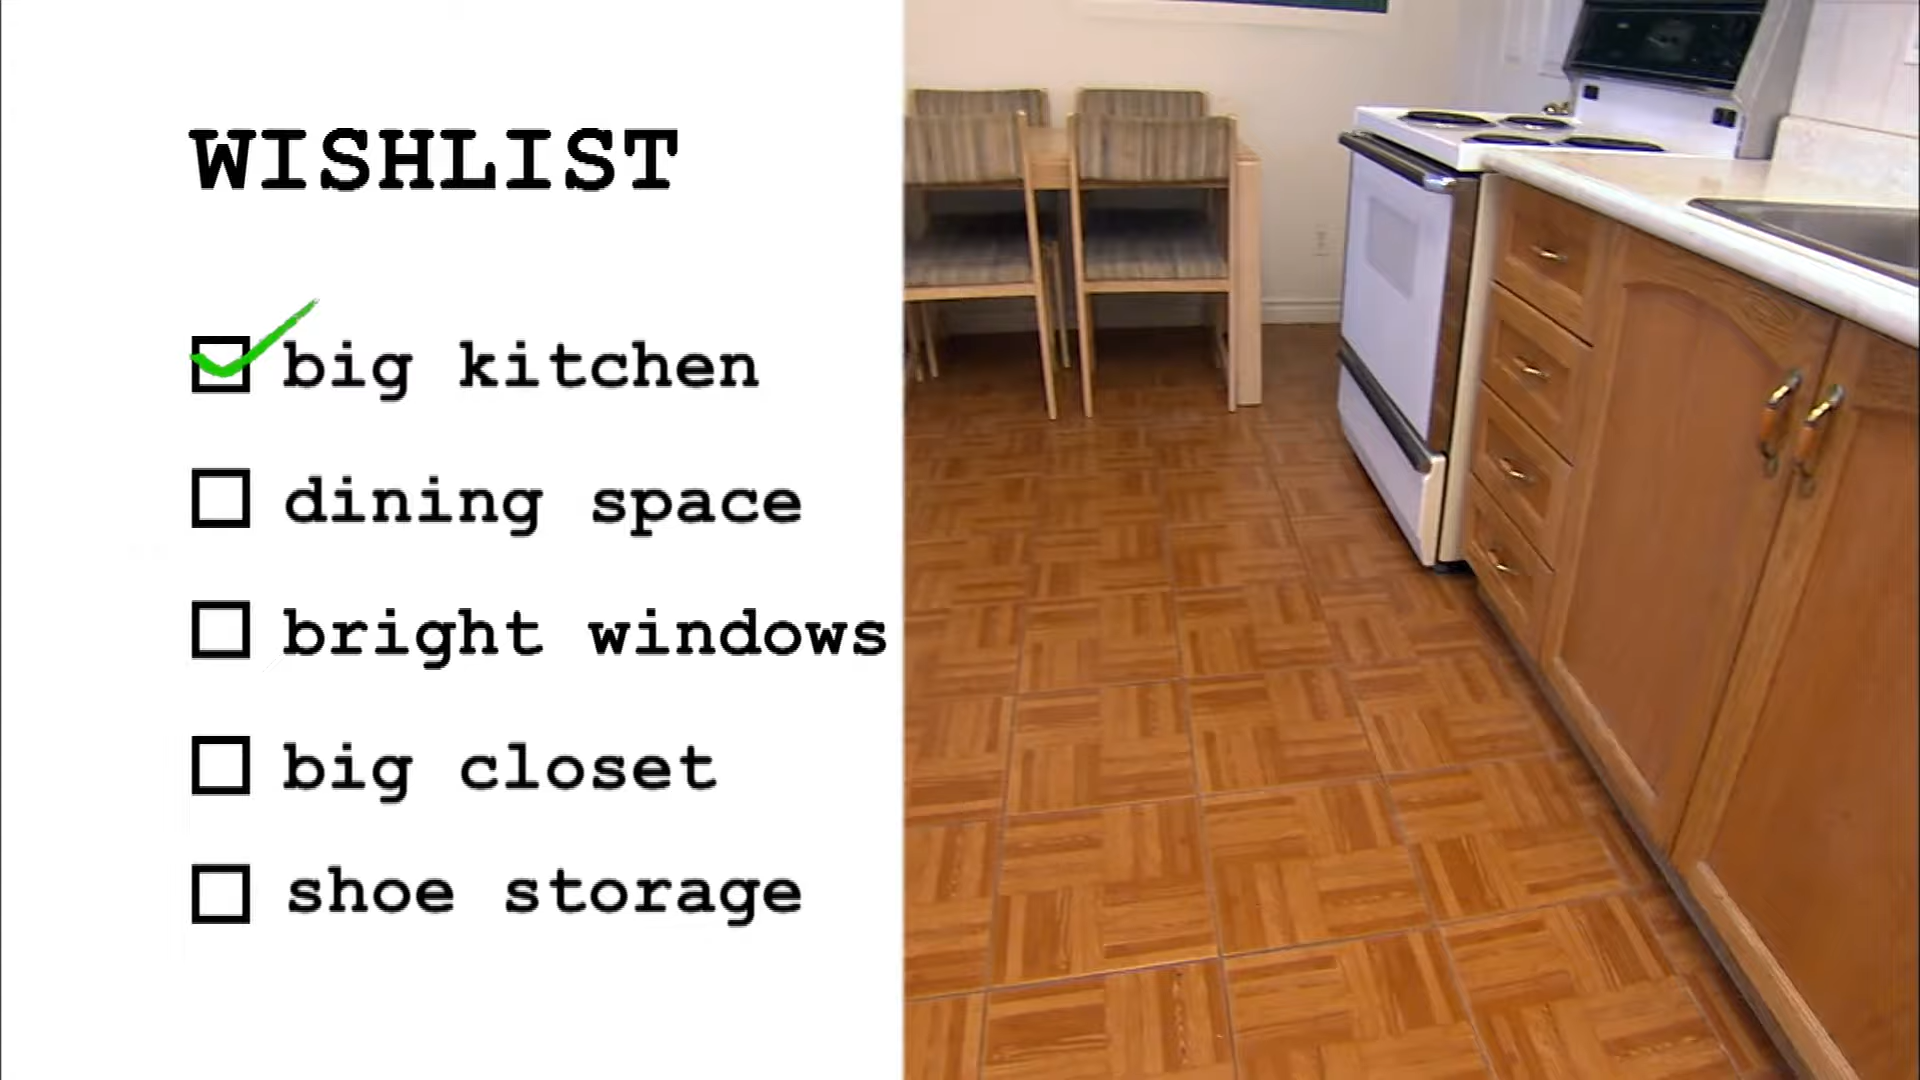 WISHLIST
big kitchen
dining space
bright windows
big closet
shoe storage